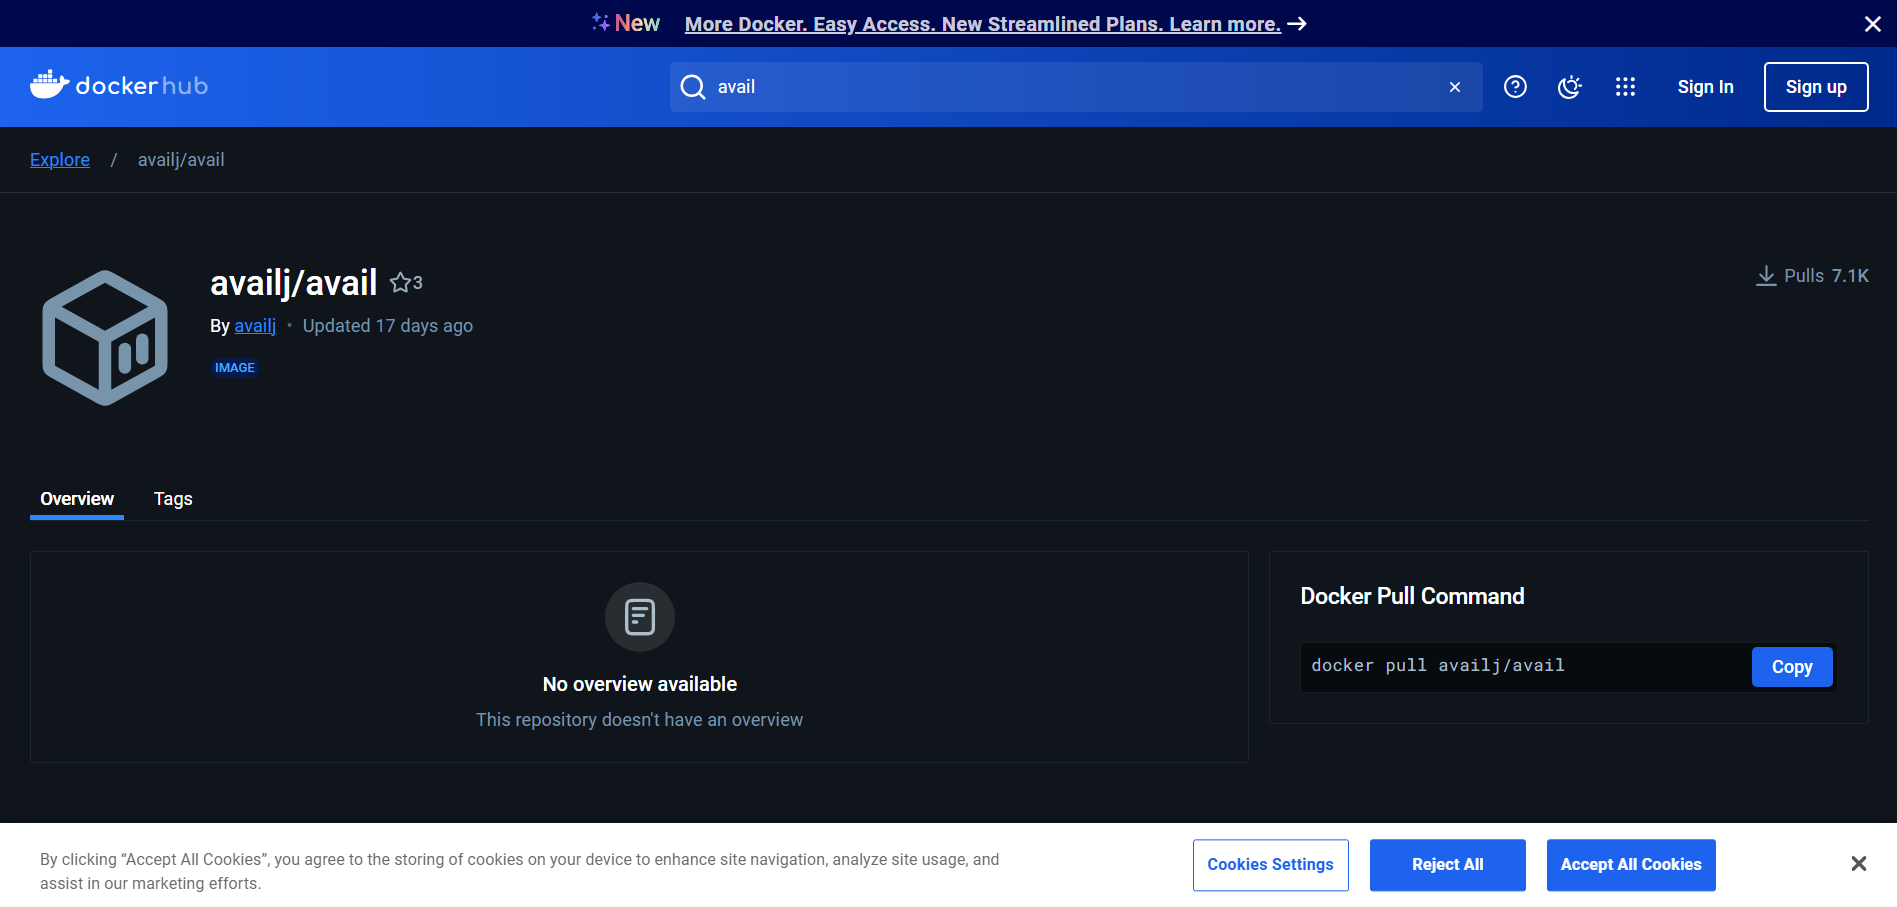 New More Docker. Easy Access. New Streamlined Plans. Learn more.
dockerhub
avail
Sign In
Sign up
Explore / availj/avail
availj/avail 3
Pulls 7.1K
By availj • Updated 17 days ago
IMAGE
Overview
Tags
No overview available
This repository doesn't have an overview
Docker Pull Command
docker pull availj/avail
Copy
By clicking “Accept All Cookies”, you agree to the storing of cookies on your device to enhance site navigation, analyze site usage, and
assist in our marketing efforts.
Cookies Settings
Reject All
Accept All Cookies